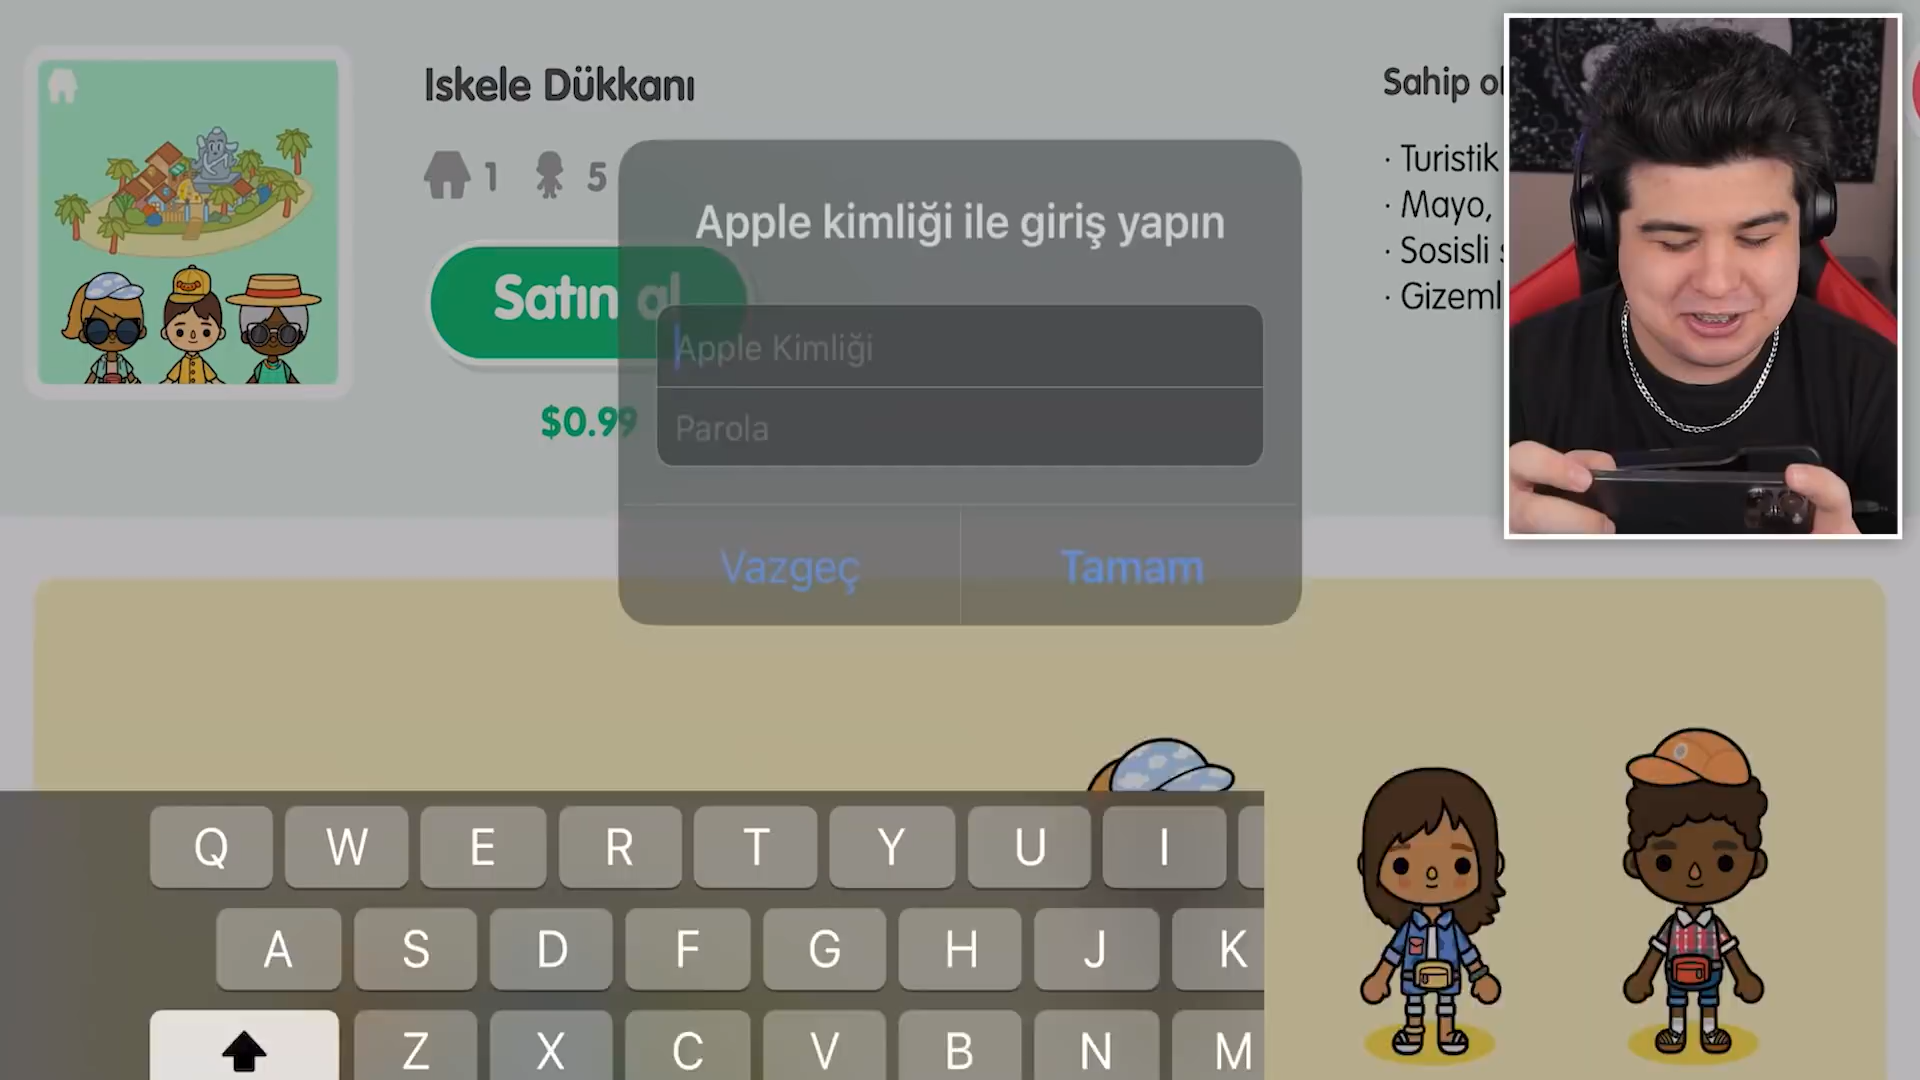 Iskele Dükkanı
1 5
Satın al
$0.99
Sahip ol
· Turistik
· Mayo,
· Sosisli
· Gizeml
Apple kimliği ile giriş yapın
Apple Kimliği
Parola
Vazgeç Tamam
Q W E R T Y U I
A S D F G H J K
Z X C V B N M